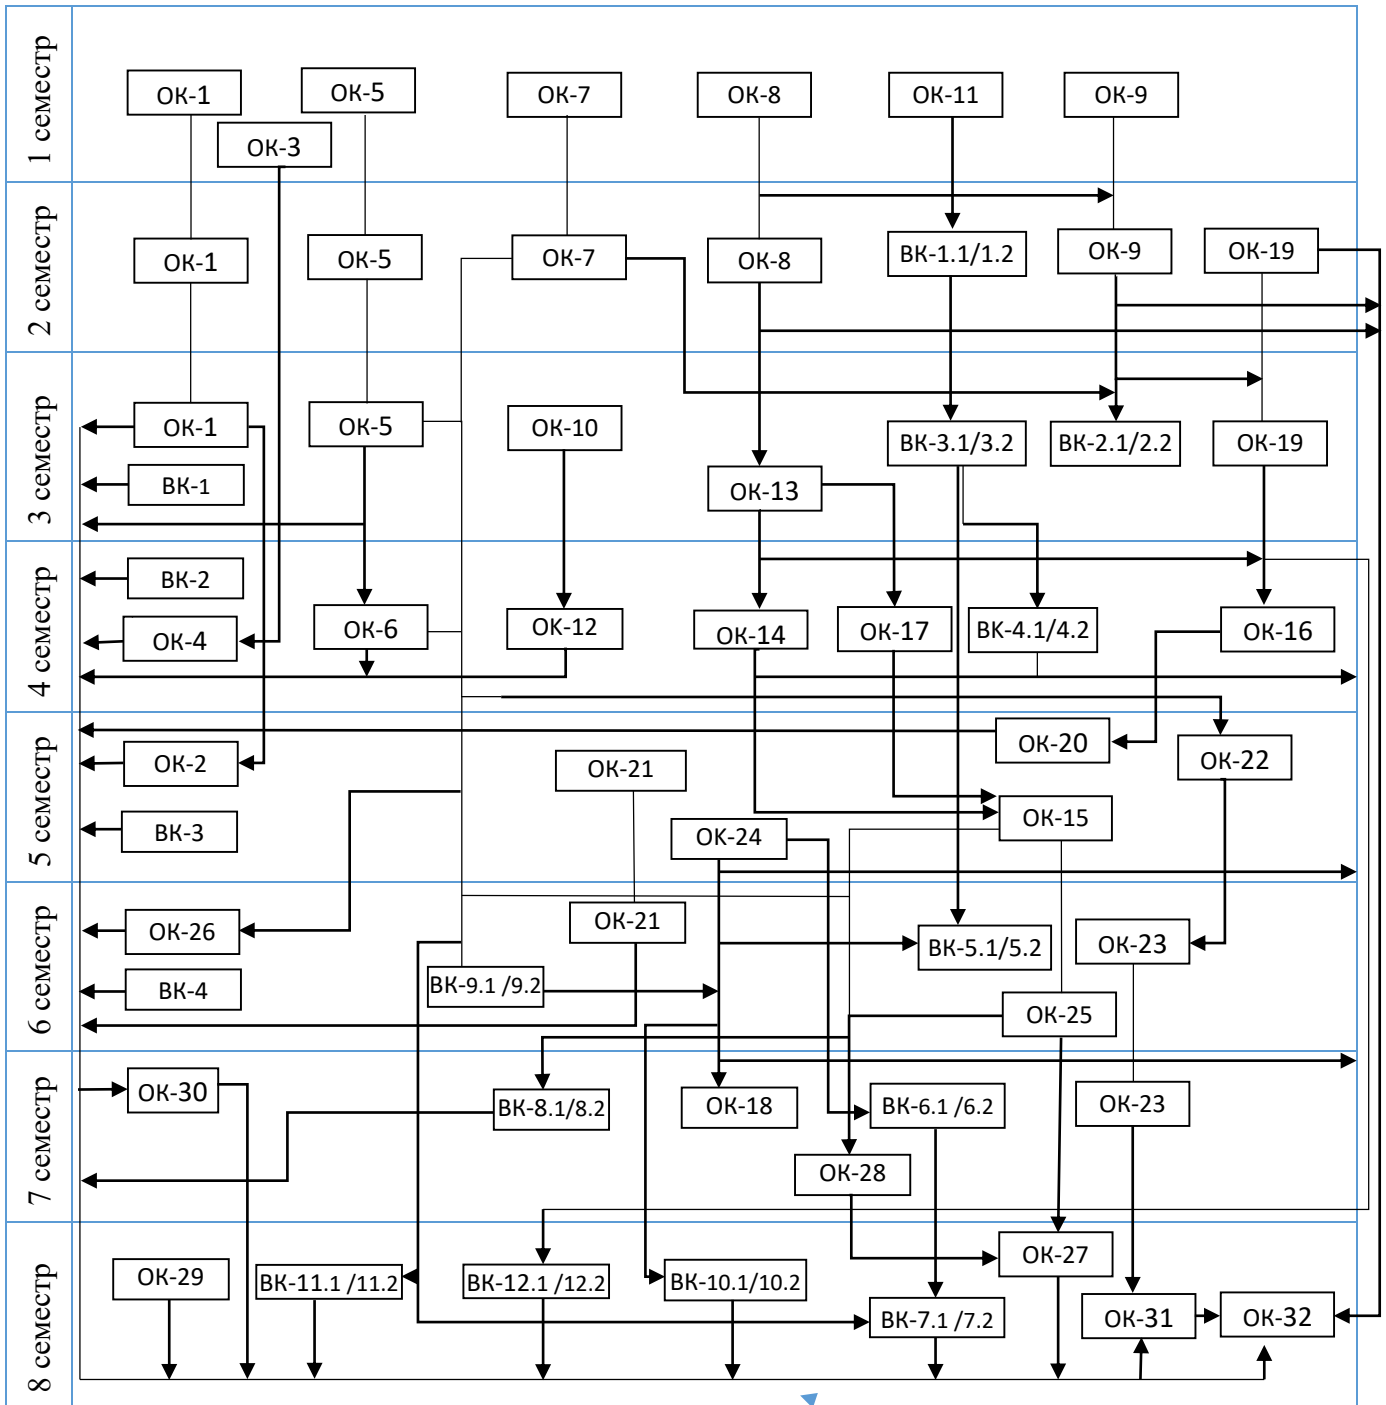 1 семестр
ОК-1
ОК-5
ОК-7
ОК-8
ОК-11
ОК-9
ОК-3
2 семестр
ОК-1
ОК-5
ОК-7
ОК-8
ВК-1.1/1.2
ОК-9
ОК-19
3 семестр
ОК-1
ОК-5
ОК-10
ВК-3.1/3.2
ВК-2.1/2.2
ОК-19
ВК-1
ОК-13
4 семестр
ВК-2
ОК-4
ОК-6
ОК-12
ОК-14
ОК-17
ВК-4.1/4.2
ОК-16
5 семестр
ОК-20
ОК-22
ОК-2
ОК-21
ОК-15
ВК-3
ОК-24
6 семестр
ОК-26
ОК-21
ВК-5.1/5.2
ОК-23
ВК-4
ВК-9.1 /9.2
ОК-25
7 семестр
ОК-30
ВК-8.1/8.2
ОК-18
ВК-6.1 /6.2
ОК-23
ОК-28
8 семестр
ОК-29
ВК-11.1 /11.2
ВК-12.1 /12.2
ВК-10.1/10.2
ОК-27
ВК-7.1 /7.2
ОК-31
ОК-32